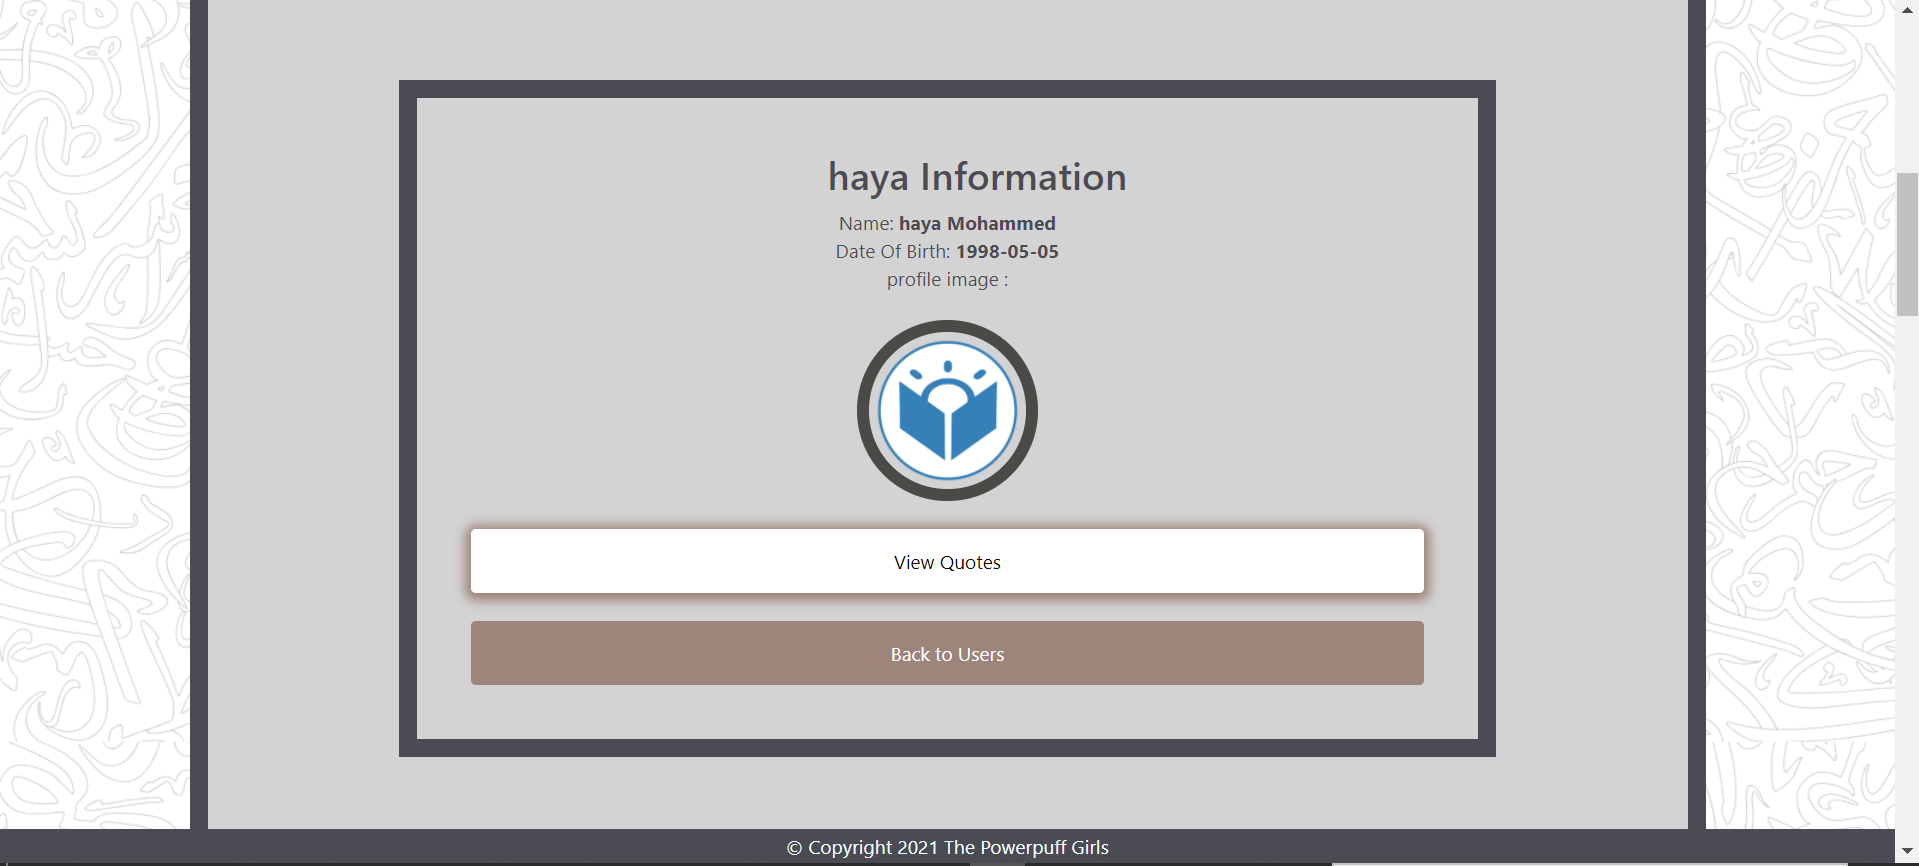 haya Information
Name: haya Mohammed
Date Of Birth: 1998-05-05
profile image :
View Quotes
Back to Users
© Copyright 2021 The Powerpuff Girls